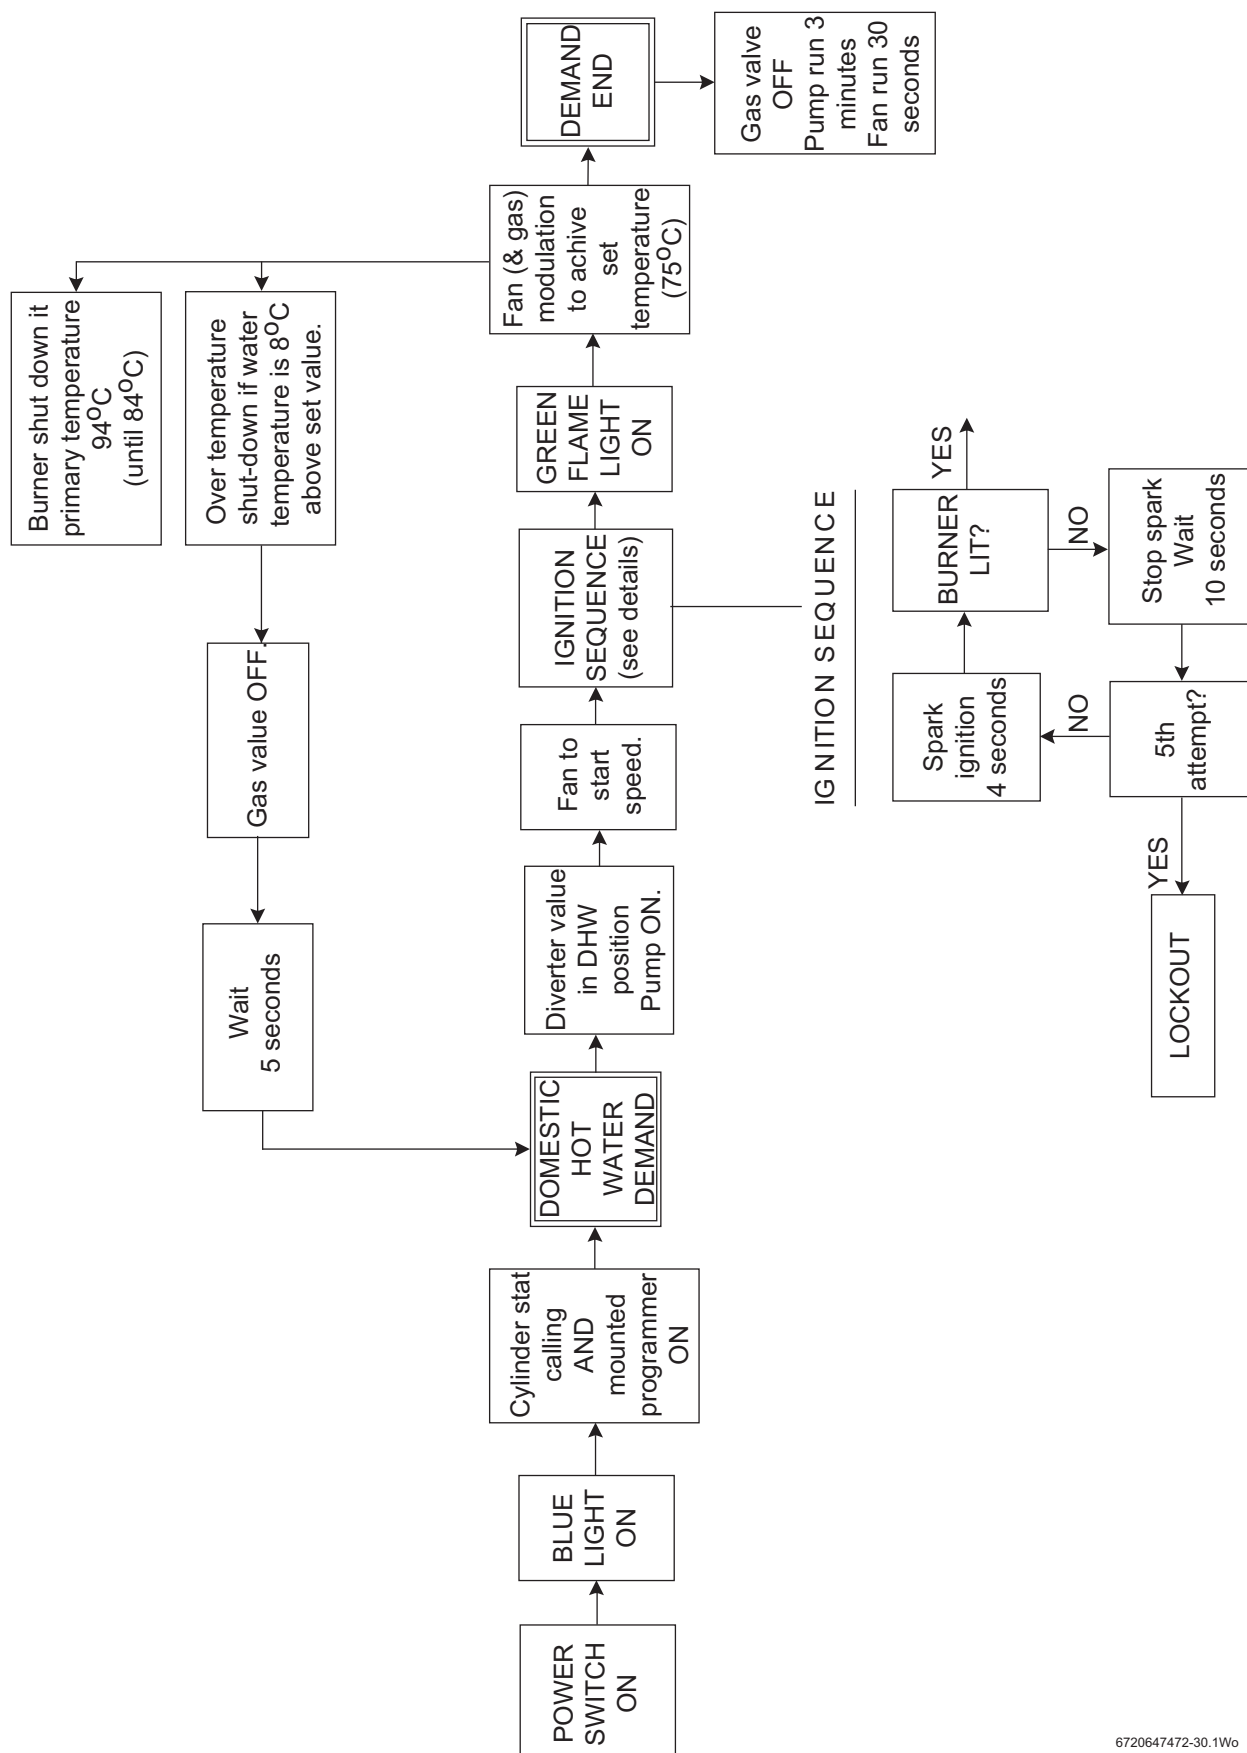 POWER
SWITCH
ON
BLUE
LIGHT
ON
Cylinder stat
calling
AND
mounted
programmer
ON
DOMESTIC
HOT
WATER
DEMAND
Diverter value
in DHW
position
Pump ON.
Fan to
start
speed.
IGNITION
SEQUENCE
(see details)
GREEN
FLAME
LIGHT
ON
Fan (& gas)
modulation
to achive
set
temperature
(75°C)
DEMAND
END
Gas valve
OFF
Pump run 3
minutes
Fan run 30
seconds
Burner shut down it
primary temperature
94°C
(until 84°C)
Over temperature
shut-down if water
temperature is 8°C
above set value.
Gas value OFF.
Wait
5 seconds
IGNITION SEQUENCE
Spark
ignition
4 seconds
BURNER
LIT?
YES
NO
Stop spark
Wait
10 seconds
5th
attempt?
NO
YES
LOCKOUT
6720647472-30.1Wo